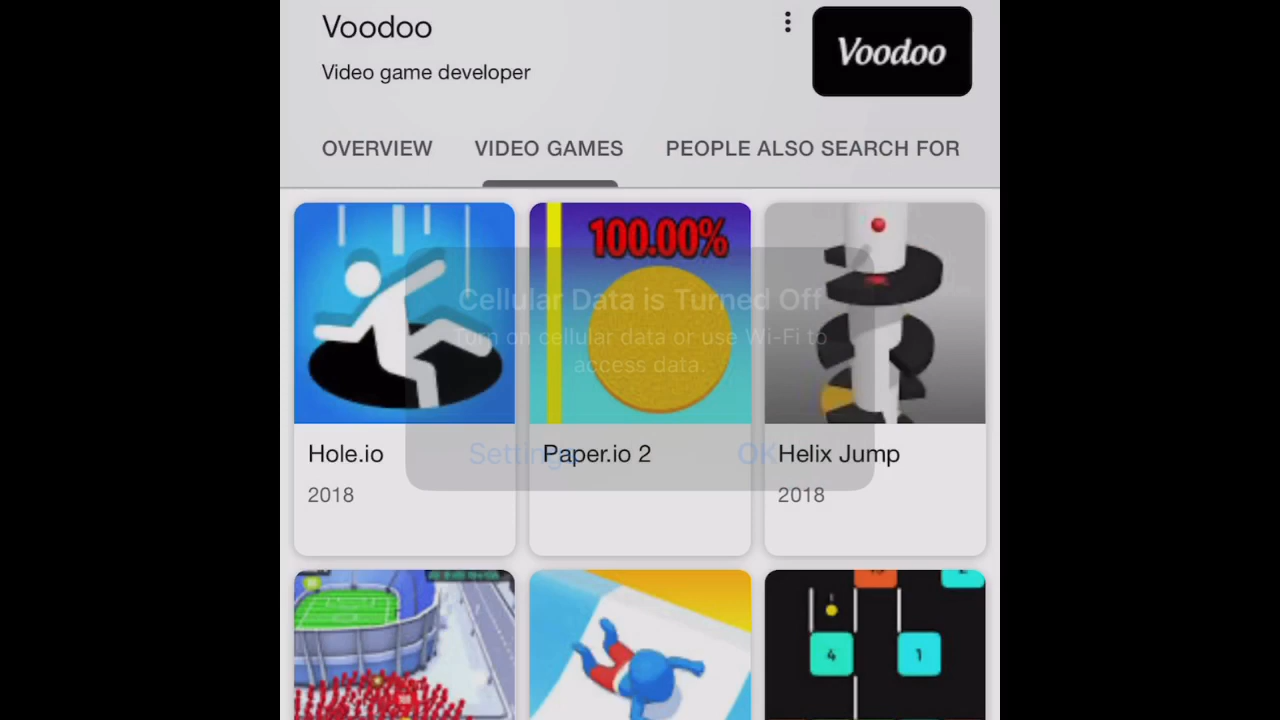 Voodoo
Video game developer
Voodoo
OVERVIEW
VIDEO GAMES
PEOPLE ALSO SEARCH FOR
100.00%
Cellular Data is Turned Off
Turn on cellular data or use Wi-Fi to
access data.
Settings
OK
Hole.io
2018
Paper.io 2
Helix Jump
2018
4
1